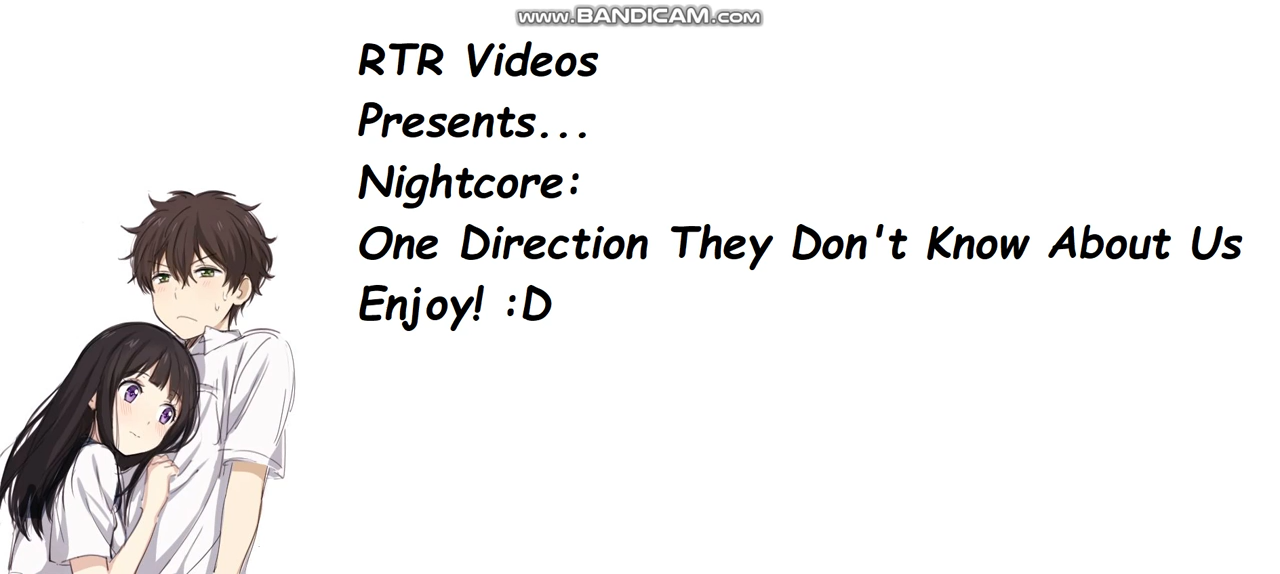 www.BANDICAM.com
RTR Videos
Presents...
Nightcore:
One Direction They Don't Know About Us
Enjoy! :D